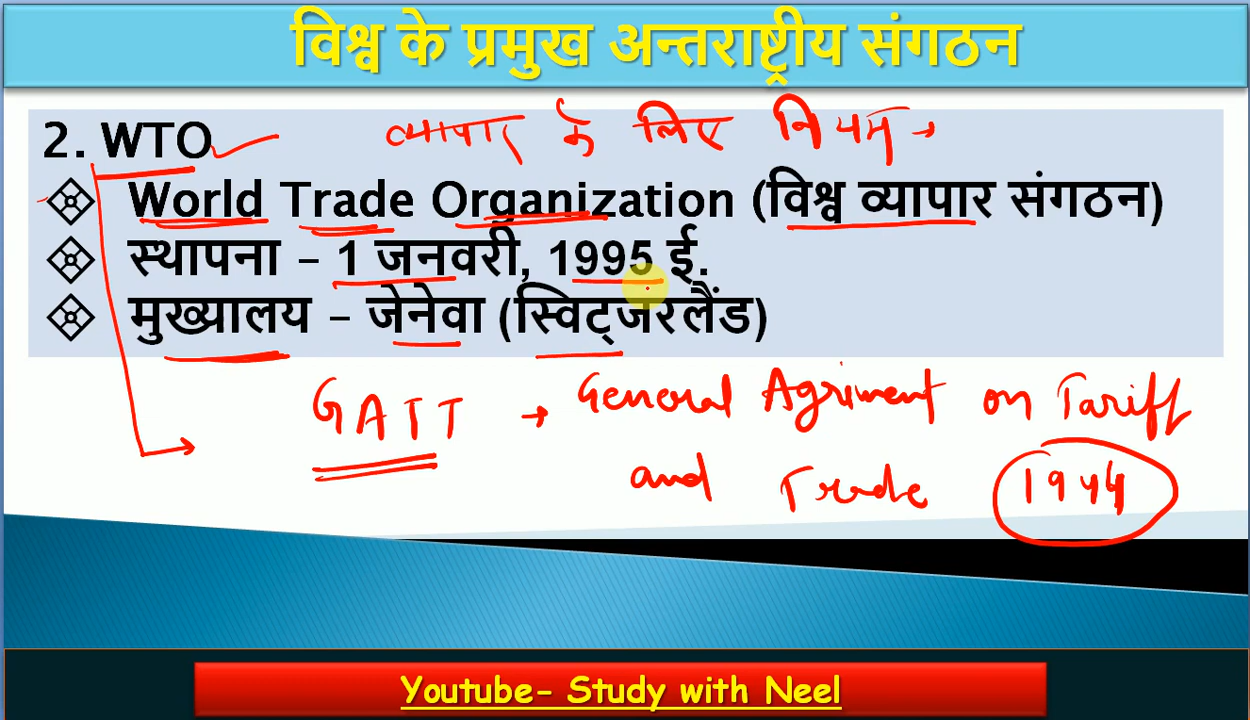 विश्व के प्रमुख अन्तराष्ट्रीय संगठन
2. WTO व्यापार के लिए नियम →
World Trade Organization (विश्व व्यापार संगठन)
स्थापना – 1 जनवरी, 1995 ई.
मुख्यालय – जेनेवा (स्विट्जरलैंड)
GATT → General Agriment on Tariff
and Trade 1944
Youtube- Study with Neel